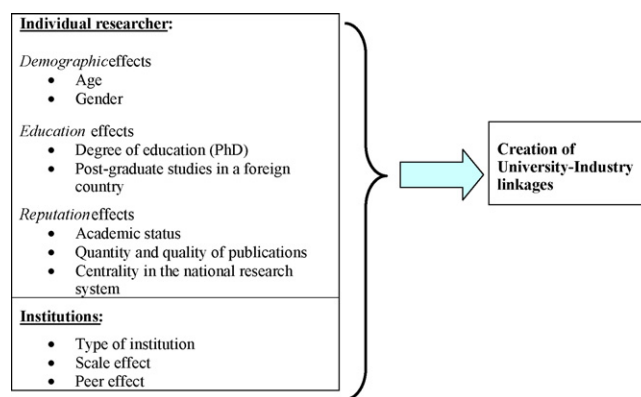 Individual researcher:
Demographiceffects
• Age
• Gender
Education effects
• Degree of education (PhD)
• Post-graduate studies in a foreign
country
Reputationeffects
• Academic status
• Quantity and quality of publications
• Centrality in the national research
system
Institutions:
• Type of institution
• Scale effect
• Peer effect
Creation of
University-Industry
linkages